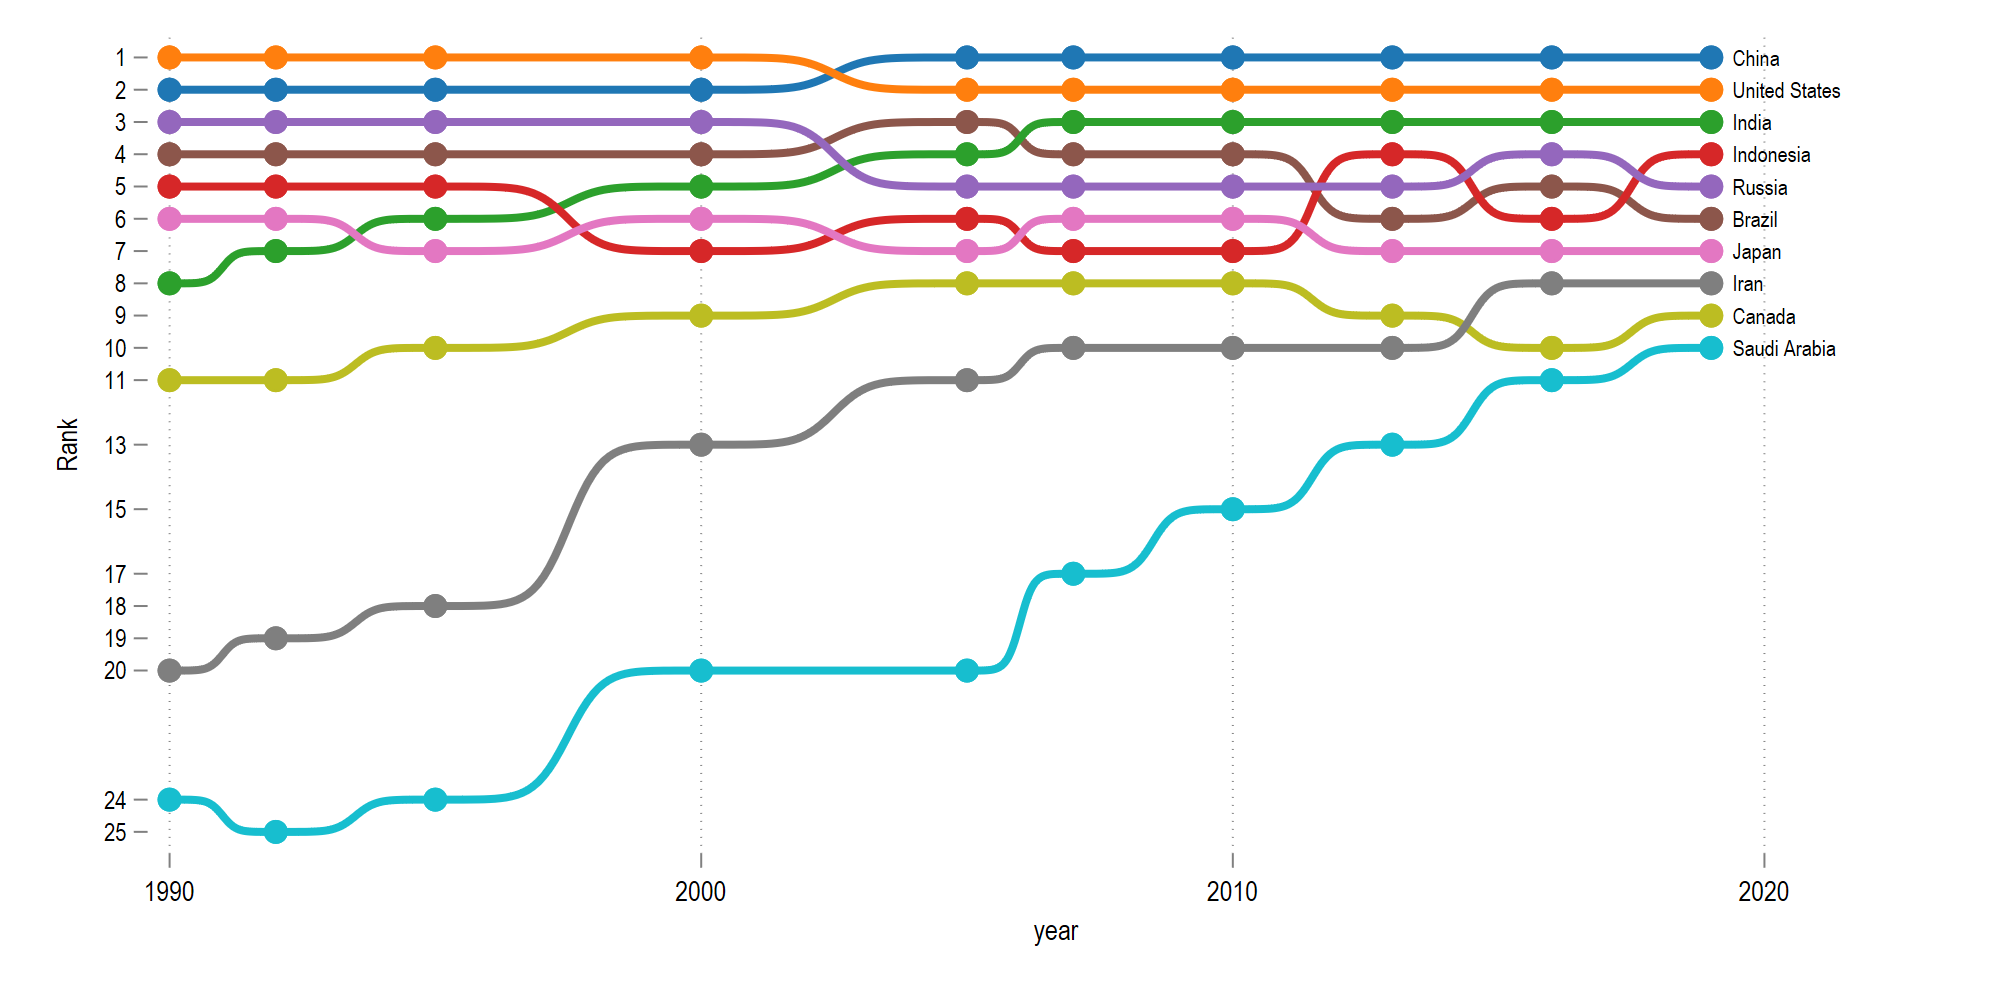 1
2
3
4
5
6
7
8
9
10
11
13
15
17
18
19
20
24
25
Rank
China
United States
India
Indonesia
Russia
Brazil
Japan
Iran
Canada
Saudi Arabia
1990
2000
2010
2020
year